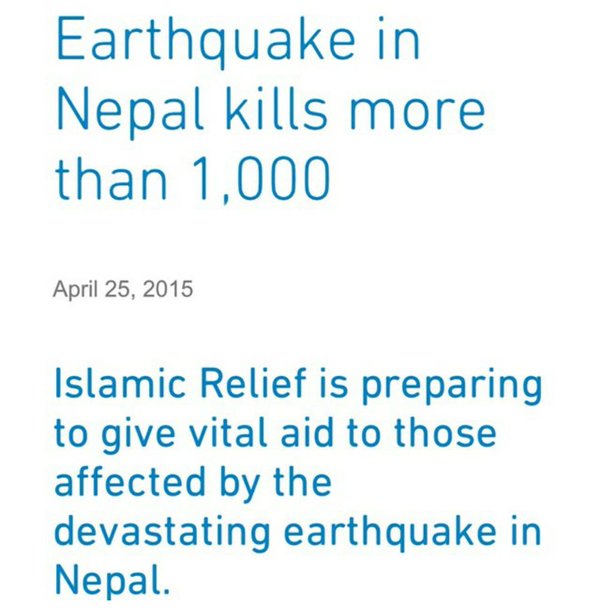 Earthquake in
Nepal kills more
than 1,000
April 25, 2015
Islamic Relief is preparing
to give vital aid to those
affected by the
devastating earthquake in
Nepal.